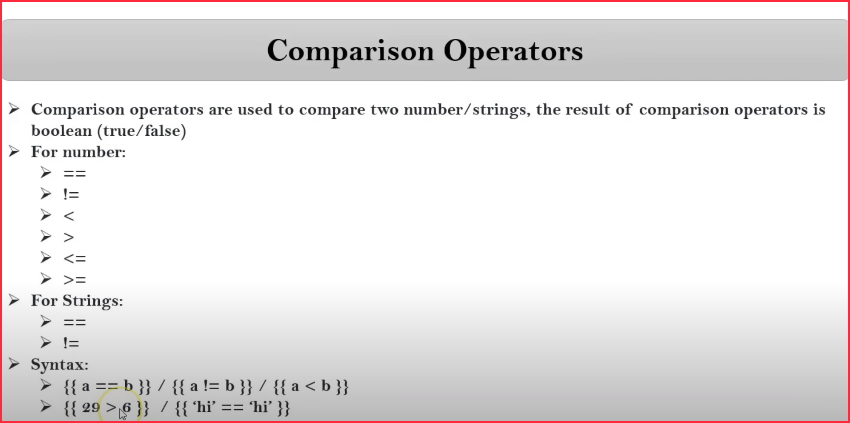 Comparison Operators
➢ Comparison operators are used to compare two number/strings, the result of comparison operators is
boolean (true/false)
➢ For number:
➢ ==
➢ !=
➢ <
➢ >
➢ <=
➢ >=
➢ For Strings:
➢ ==
➢ !=
➢ Syntax:
➢ {{ a == b }} / {{ a != b }} / {{ a < b }}
➢ {{ 29 > 6 }} / {{ ‘hi’ == ‘hi’ }}